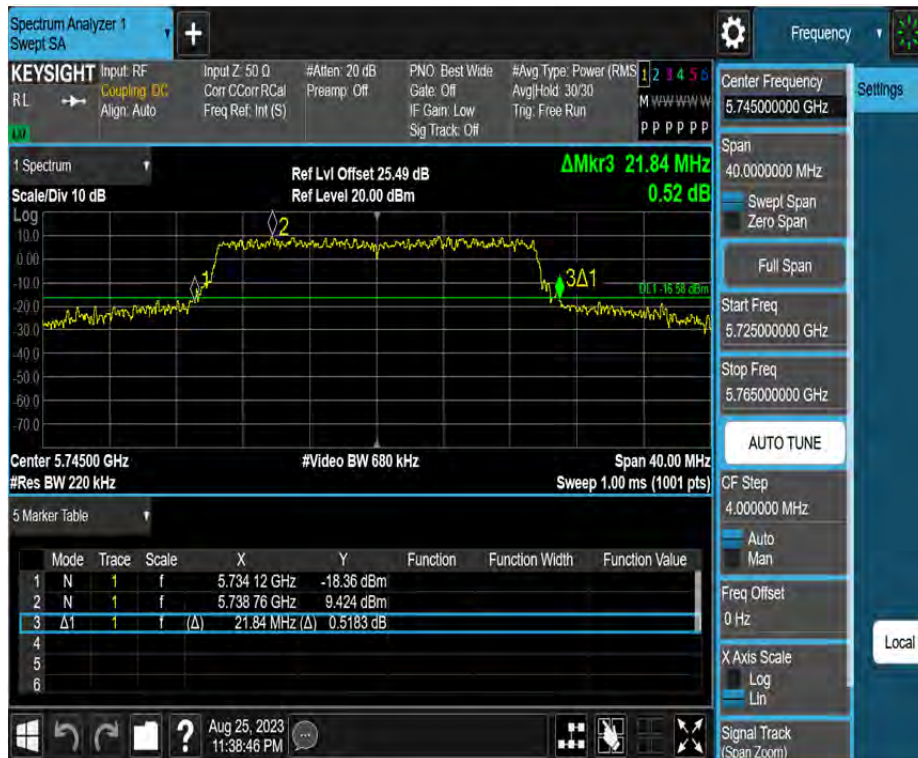 Spectrum Analyzer 1
Swept SA
+
Frequency
KEYSIGHT
RL
Input: RF
Coupling: DC
Align: Auto
Input Z: 50 Ω
Corr CCorr RCal
Freq Ref: Int (S)
#Atten: 20 dB
Preamp: Off
PNO: Best Wide
Gate: Off
IF Gain: Low
Sig Track: Off
#Avg Type: Power (RMS
Avg|Hold: 30/30
Trig: Free Run
1 2 3 4 5 6
M W W W W W
P P P P P P
1 Spectrum
Scale/Div 10 dB
Ref Lvl Offset 25.49 dB
Ref Level 20.00 dBm
ΔMkr3 21.84 MHz
0.52 dB
Log
10.0
0.00
-10.0
-20.0
-30.0
-40.0
-50.0
-60.0
-70.0
1
2
3Δ1
DL1 -16.58 dBm
Center 5.74500 GHz
#Video BW 680 kHz
Span 40.00 MHz
#Res BW 220 kHz
Sweep 1.00 ms (1001 pts)
5 Marker Table
Mode Trace Scale X Y Function Function Width Function Value
1 N 1 f 5.734 12 GHz -18.36 dBm
2 N 1 f 5.738 76 GHz 9.424 dBm
3 Δ1 1 f (Δ) 21.84 MHz (Δ) 0.5183 dB
4
5
6
?
Aug 25, 2023
11:38:46 PM
Center Frequency
5.745000000 GHz
Span
40.0000000 MHz
Swept Span
Zero Span
Full Span
Start Freq
5.725000000 GHz
Stop Freq
5.765000000 GHz
AUTO TUNE
CF Step
4.000000 MHz
Auto
Man
Freq Offset
0 Hz
X Axis Scale
Log
Lin
Signal Track
(Span Zoom)
Settings
Local